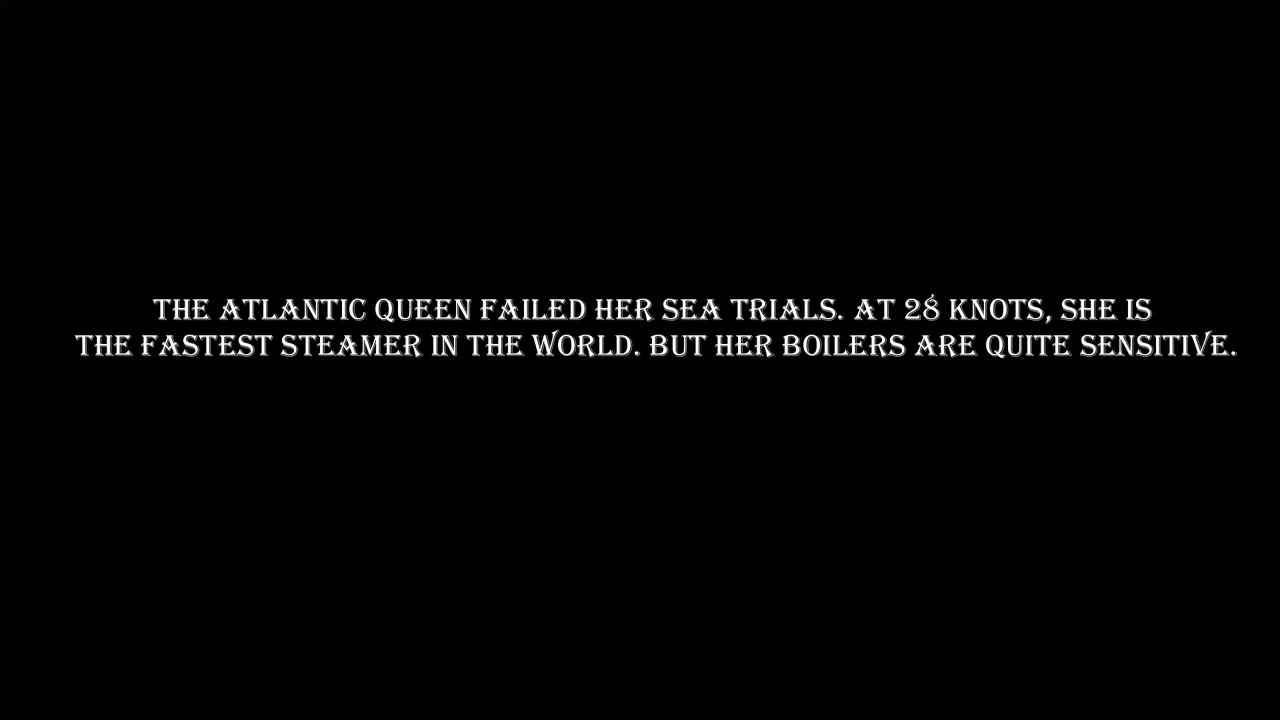 THE ATLANTIC QUEEN FAILED HER SEA TRIALS. AT 28 KNOTS, SHE IS
THE FASTEST STEAMER IN THE WORLD. BUT HER BOILERS ARE QUITE SENSITIVE.